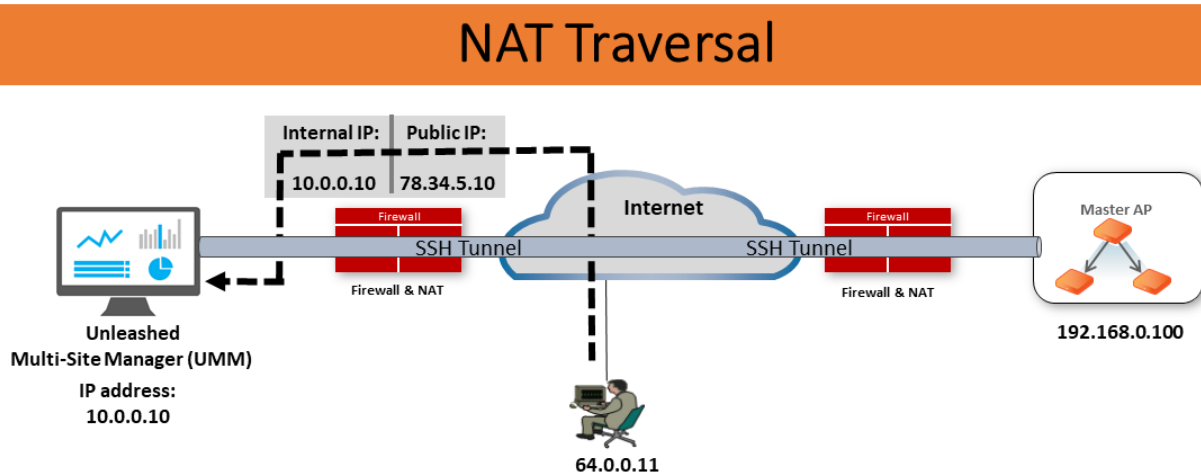 NAT Traversal
Internal IP: Public IP:
10.0.0.10 78.34.5.10
Internet
Firewall
Firewall
Master AP
SSH Tunnel
SSH Tunnel
Firewall & NAT
Firewall & NAT
Unleashed
Multi-Site Manager (UMM)
IP address:
10.0.0.10
192.168.0.100
64.0.0.11